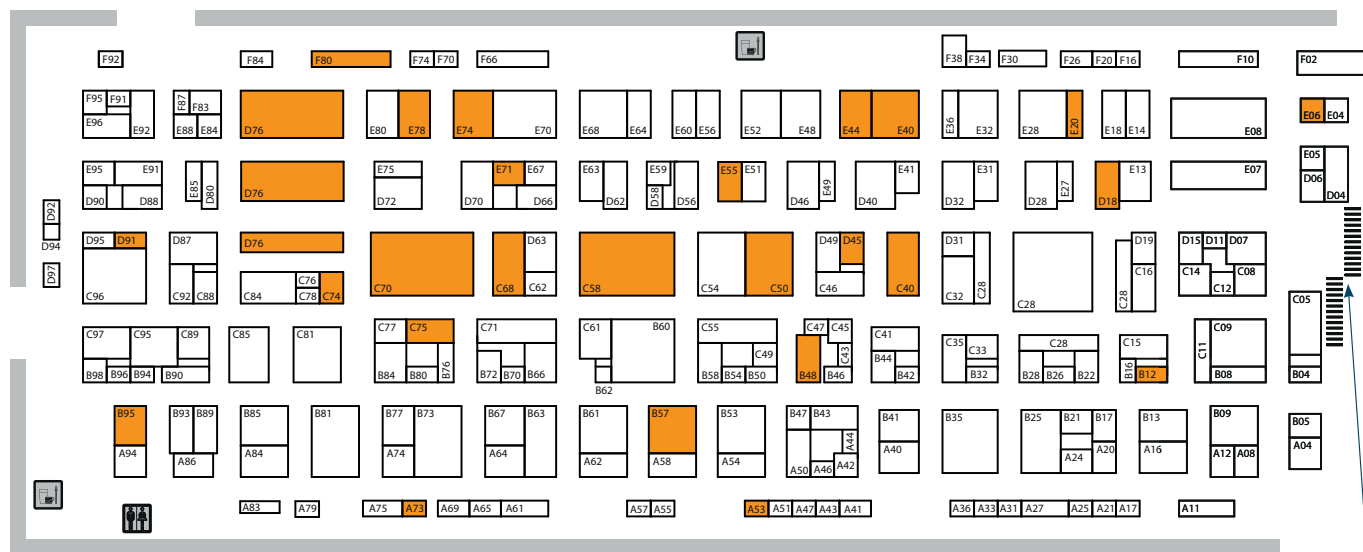 F92 F84 F80 F74 F70 F66 F38 F34 F30 F26 F20 F16 F10 F02
F95 F91 F87 F83
E96 E92 E88 E84 D76 E80 E78 E74 E70 E68 E64 E60 E56 E52 E48 E44 E40 E36 E32 E28 E20 E18 E14 E08 E06 E04
E95 E91 E85 D80 E75 E71 E67 E63 E59 E55 E51 E49 E41 E31 E27 E13 E07 E05
D90 D88 D76 D72 D70 D66 D62 D58 D56 D46 D40 D32 D28 D18 D06 D04
D92
D94
D97
D95 D91 D87 D76 D63 D49 D45 D31 D19 D15 D11 D07
C96 C92 C88 C84 C76 C78 C74 C70 C68 C62 C58 C54 C50 C46 C40 C32 C28 C28 C28 C16 C14 C12 C08
C05
C97 C95 C89 C85 C81 C77 C75 C71 C61 B60 C55 C49 C47 C45 C43 C41 C35 C33 C28 C15 C11 C09
B98 B96 B94 B90 B84 B80 B76 B72 B70 B66 B62 B58 B54 B50 B48 B46 B44 B42 B32 B28 B26 B22 B16 B12 B08 B04
B95 B93 B89 B85 B81 B77 B73 B67 B63 B61 B57 B53 B47 B43 B41 B35 B25 B21 B17 B13 B09 B05
A94 A86 A84 A74 A64 A62 A58 A54 A50 A46 A44 A42 A40 A24 A20 A16 A12 A08 A04
A83 A79 A75 A73 A69 A65 A61 A57 A55 A53 A51 A47 A43 A41 A36 A33 A31 A27 A25 A21 A17 A11